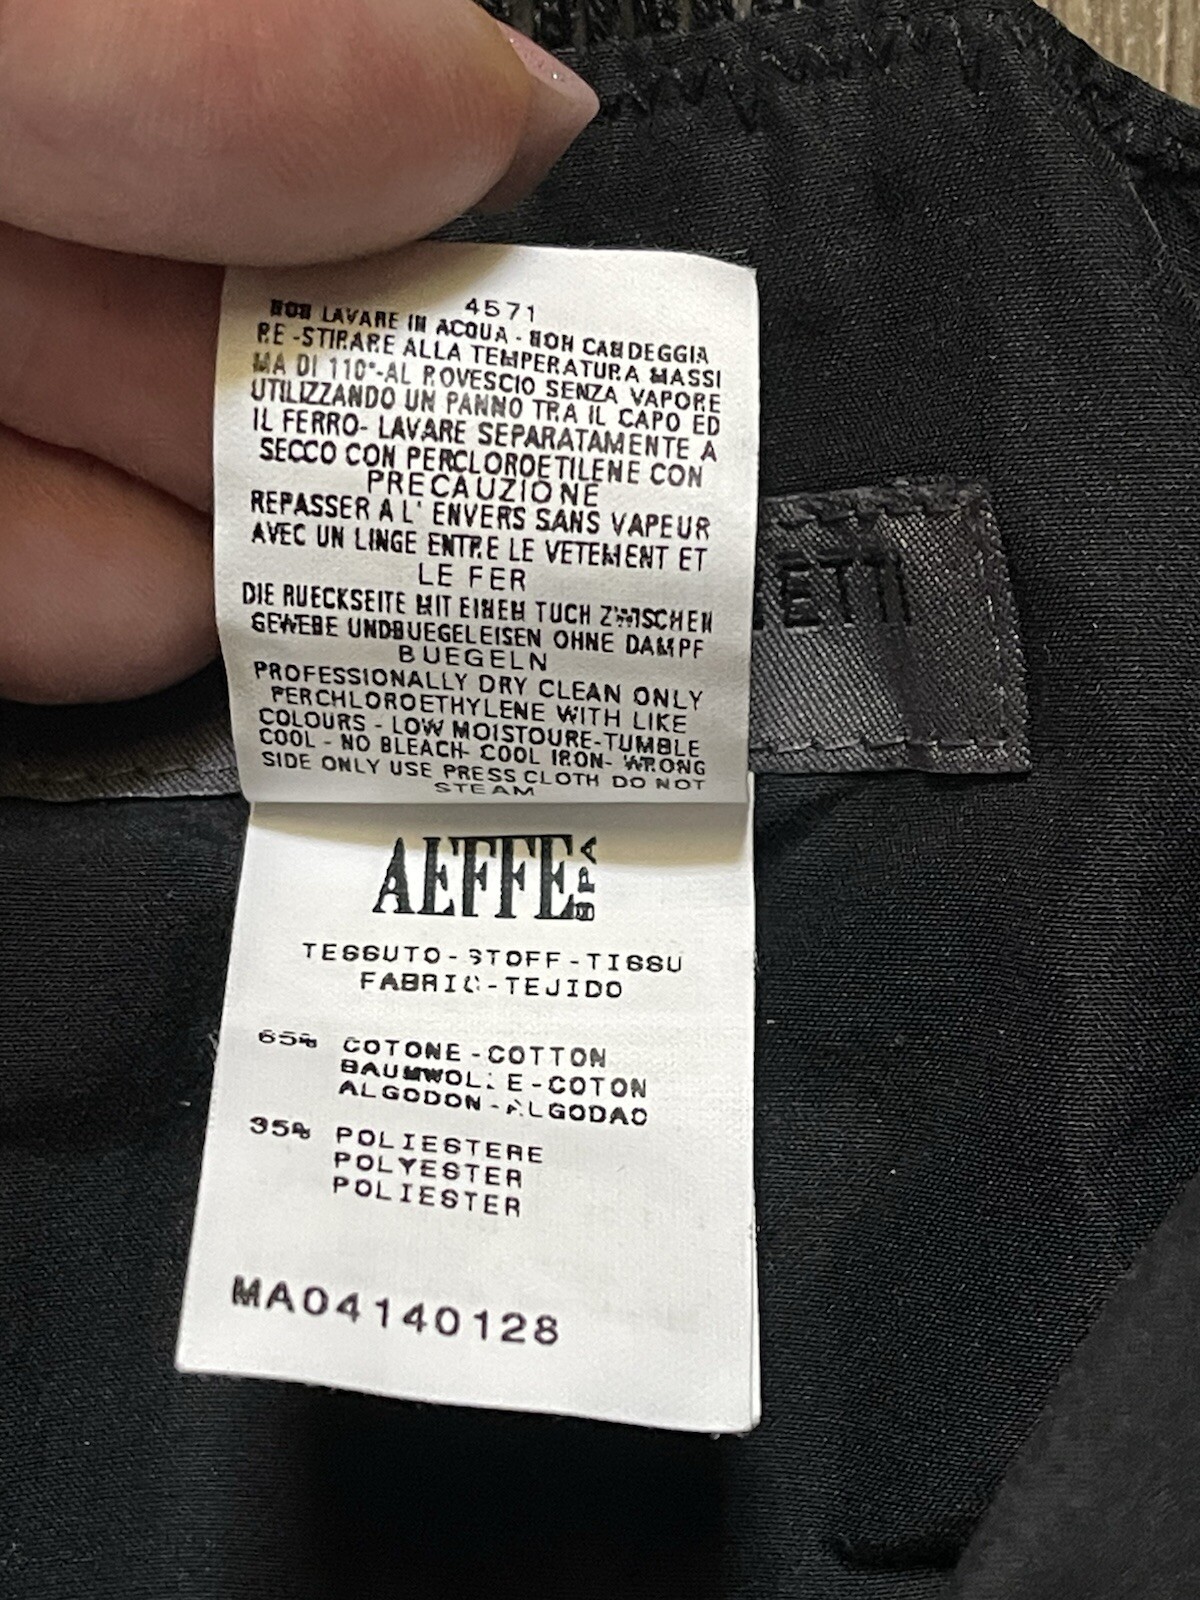 4571
NON LAVARE IN ACQUA - NON CANDEGGIA
RE -STIRARE ALLA TEMPERATURA MASSI
MA DI 110°-AL ROVESCIO SENZA VAPORE
UTILIZZANDO UN PANNO TRA IL CAPO ED
IL FERRO- LAVARE SEPARATAMENTE A
SECCO CON PERCLOROETILENE CON
PRECAUZIONE
REPASSER A L' ENVERS SANS VAPEUR
AVEC UN LINGE ENTRE LE VETEMENT ET
LE FER
DIE RUECKSEITE MIT EINEM TUCH ZWISCHEN
GEWEBE UNDBUEGELEISEN OHNE DAMPF
BUEGELN
PROFESSIONALLY DRY CLEAN ONLY
PERCHLOROETHYLENE WITH LIKE
COLOURS - LOW MOISTOURE-TUMBLE
COOL - NO BLEACH- COOL IRON- WRONG
SIDE ONLY USE PRESS CLOTH DO NOT
STEAM
ETTI
AEFFE SPA
TESSUTO-STOFF-TISSU
FABRIC-TEJIDO
65% COTONE-COTTON
BAUMWOLLE-COTON
ALGODON-ALGODAO
35% POLIESTERE
POLYESTER
POLIESTER
MA04140128